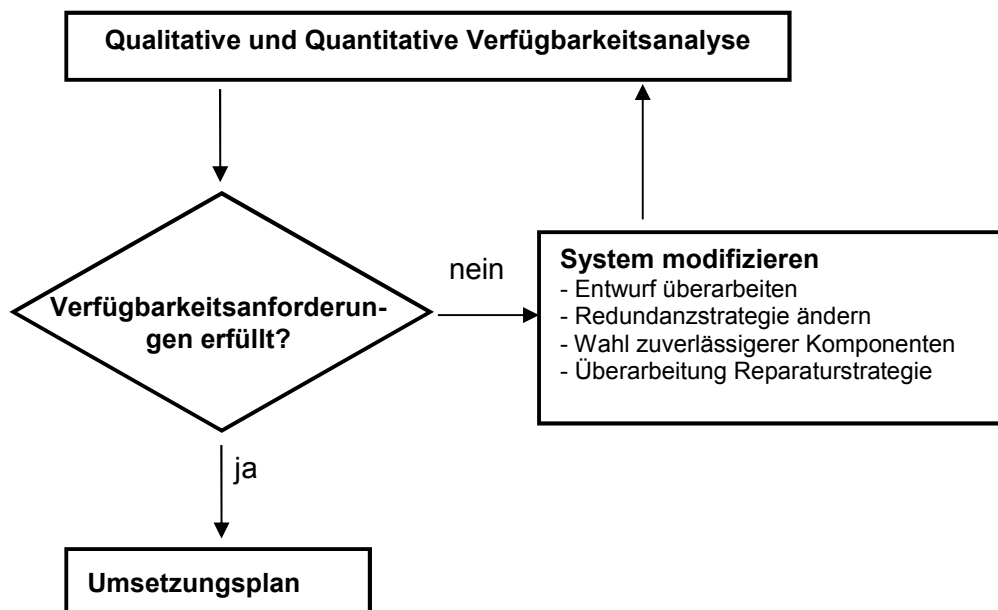 Qualitative und Quantitative Verfügbarkeitsanalyse
Verfügbarkeitsanforderun-
gen erfüllt?
nein
System modifizieren
- Entwurf überarbeiten
- Redundanzstrategie ändern
- Wahl zuverlässigerer Komponenten
- Überarbeitung Reparaturstrategie
ja
Umsetzungsplan